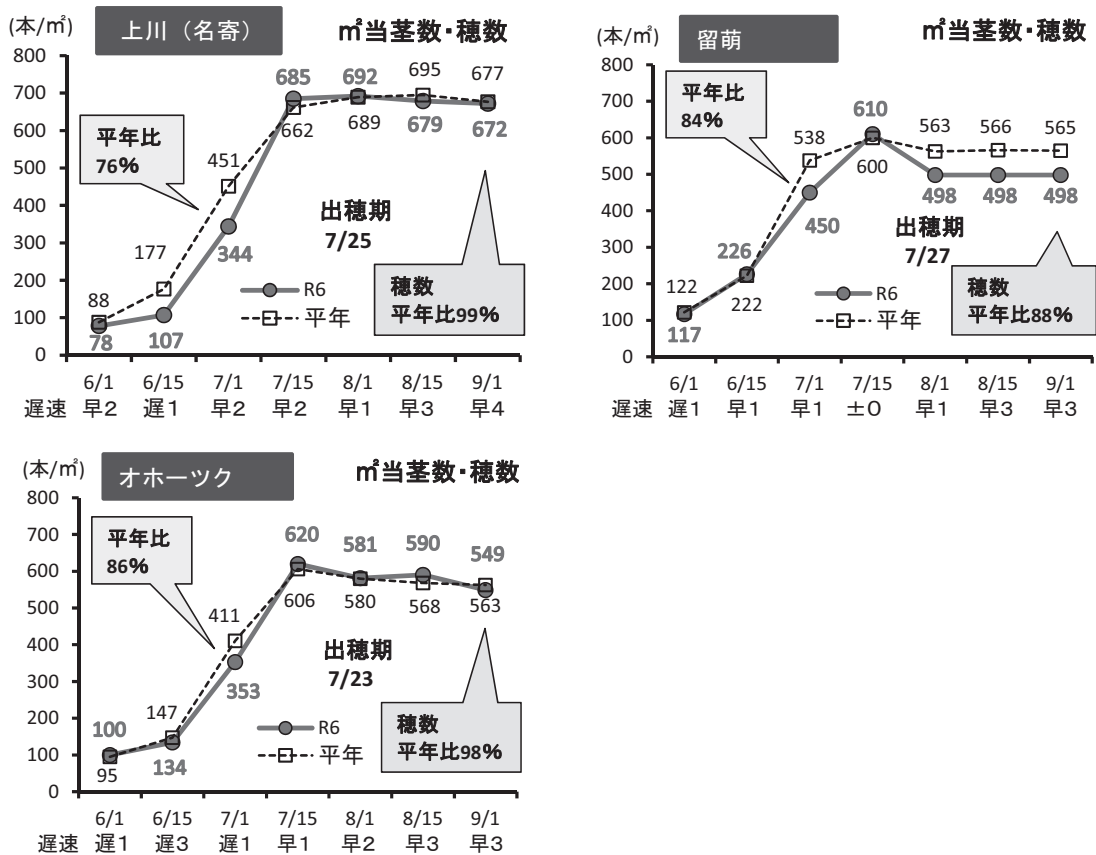 (本/㎡)
上川（名寄）
㎡当茎数・穂数
800
700
600
500
400
300
200
100
0
平年比
76%
88
78
177
107
451
344
685
662
692
689
695
679
677
672
出穂期
7/25
R6
平年
穂数
平年比99%
6/1 6/15 7/1 7/15 8/1 8/15 9/1
遅速 早2 遅1 早2 早2 早1 早3 早4
(本/㎡)
留萌
㎡当茎数・穂数
800
700
600
500
400
300
200
100
0
平年比
84%
122
117
226
222
538
450
610
600
563
498
566
498
565
498
出穂期
7/27
R6
平年
穂数
平年比88%
6/1 6/15 7/1 7/15 8/1 8/15 9/1
遅速 遅1 早1 早1 ±0 早1 早3 早3
(本/㎡)
オホーツク
㎡当茎数・穂数
800
700
600
500
400
300
200
100
0
平年比
86%
100
95
147
134
411
353
620
606
581
580
590
568
549
563
出穂期
7/23
R6
平年
穂数
平年比98%
6/1 6/15 7/1 7/15 8/1 8/15 9/1
遅速 遅1 遅3 遅1 早1 早2 早3 早3